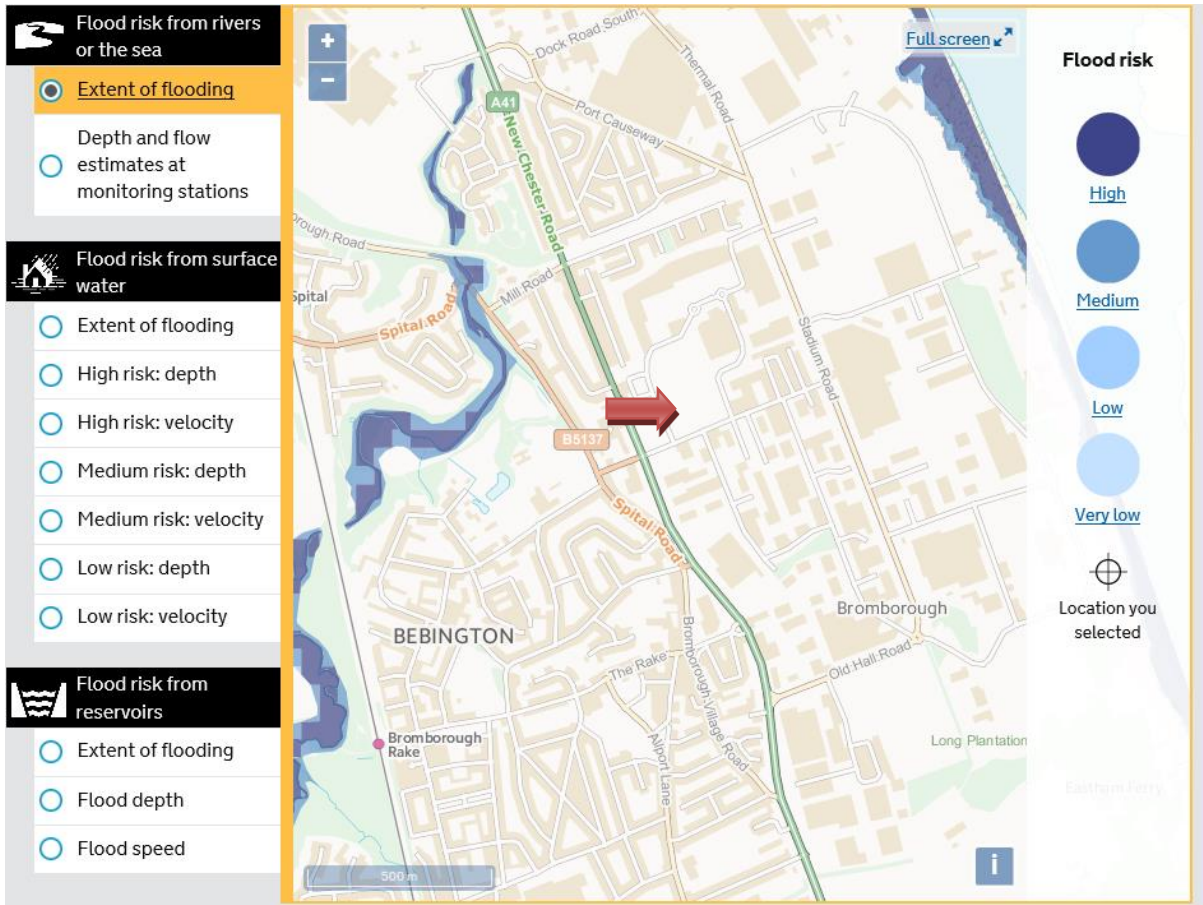 Flood risk from rivers
or the sea
Extent of flooding
Depth and flow
estimates at
monitoring stations
Flood risk from surface
water
Extent of flooding
High risk: depth
High risk: velocity
Medium risk: depth
Medium risk: velocity
Low risk: depth
Low risk: velocity
Flood risk from
reservoirs
Extent of flooding
Flood depth
Flood speed
+
−
Full screen
Dock Road South
Thermal Road
A41
Port Causeway
New Chester Road
orough Road
Spital
Mill Road
Spital Road
Stadium Road
B5137
Spital Road
BEBINGTON
Bromborough
The Rake
Old Hall Road
Bromborough Village Road
Bromborough
Rake
Allport Lane
Long Plantation
500 m
i
Flood risk
High
Medium
Low
Very low
Location you
selected
Eastham Ferry